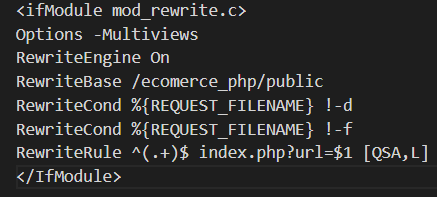 <ifModule mod_rewrite.c>
Options -Multiviews
RewriteEngine On
RewriteBase /ecomerce_php/public
RewriteCond %{REQUEST_FILENAME} !-d
RewriteCond %{REQUEST_FILENAME} !-f
RewriteRule ^(.+)$ index.php?url=$1 [QSA,L]
</IfModule>